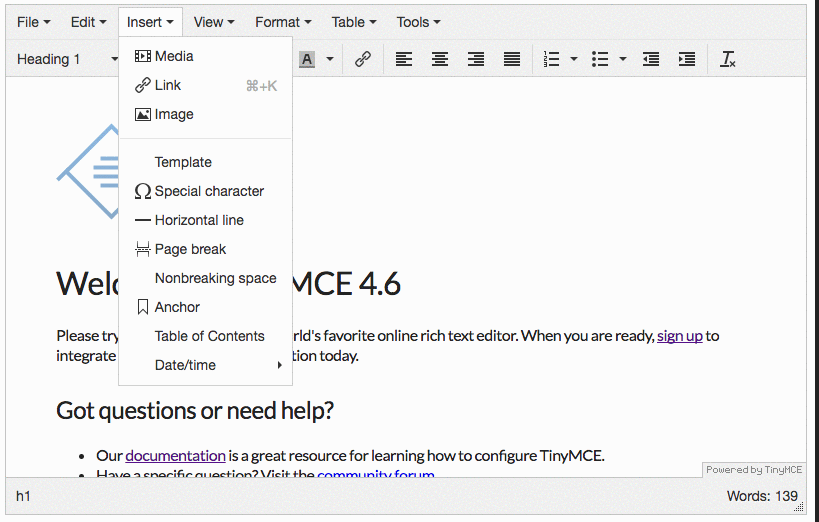 File Edit Insert View Format Table Tools
Heading 1 A
Media
Link ⌘+K
Image
Template
Special character
Horizontal line
Page break
Nonbreaking space
Anchor
Table of Contents
Date/time
Welc MCE 4.6
Please try rld's favorite online rich text editor. When you are ready, sign up to
integrate tion today.
Got questions or need help?
• Our documentation is a great resource for learning how to configure TinyMCE.
• Have a specific question? Visit the community forum
Powered by TinyMCE
h1 Words: 139